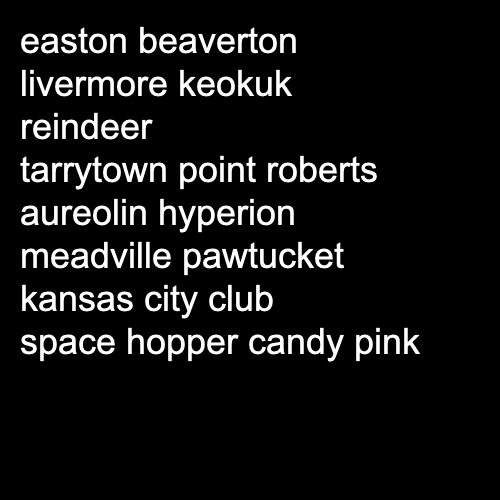 easton beaverton
livermore keokuk
reindeer
tarrytown point roberts
aureolin hyperion
meadville pawtucket
kansas city club
space hopper candy pink